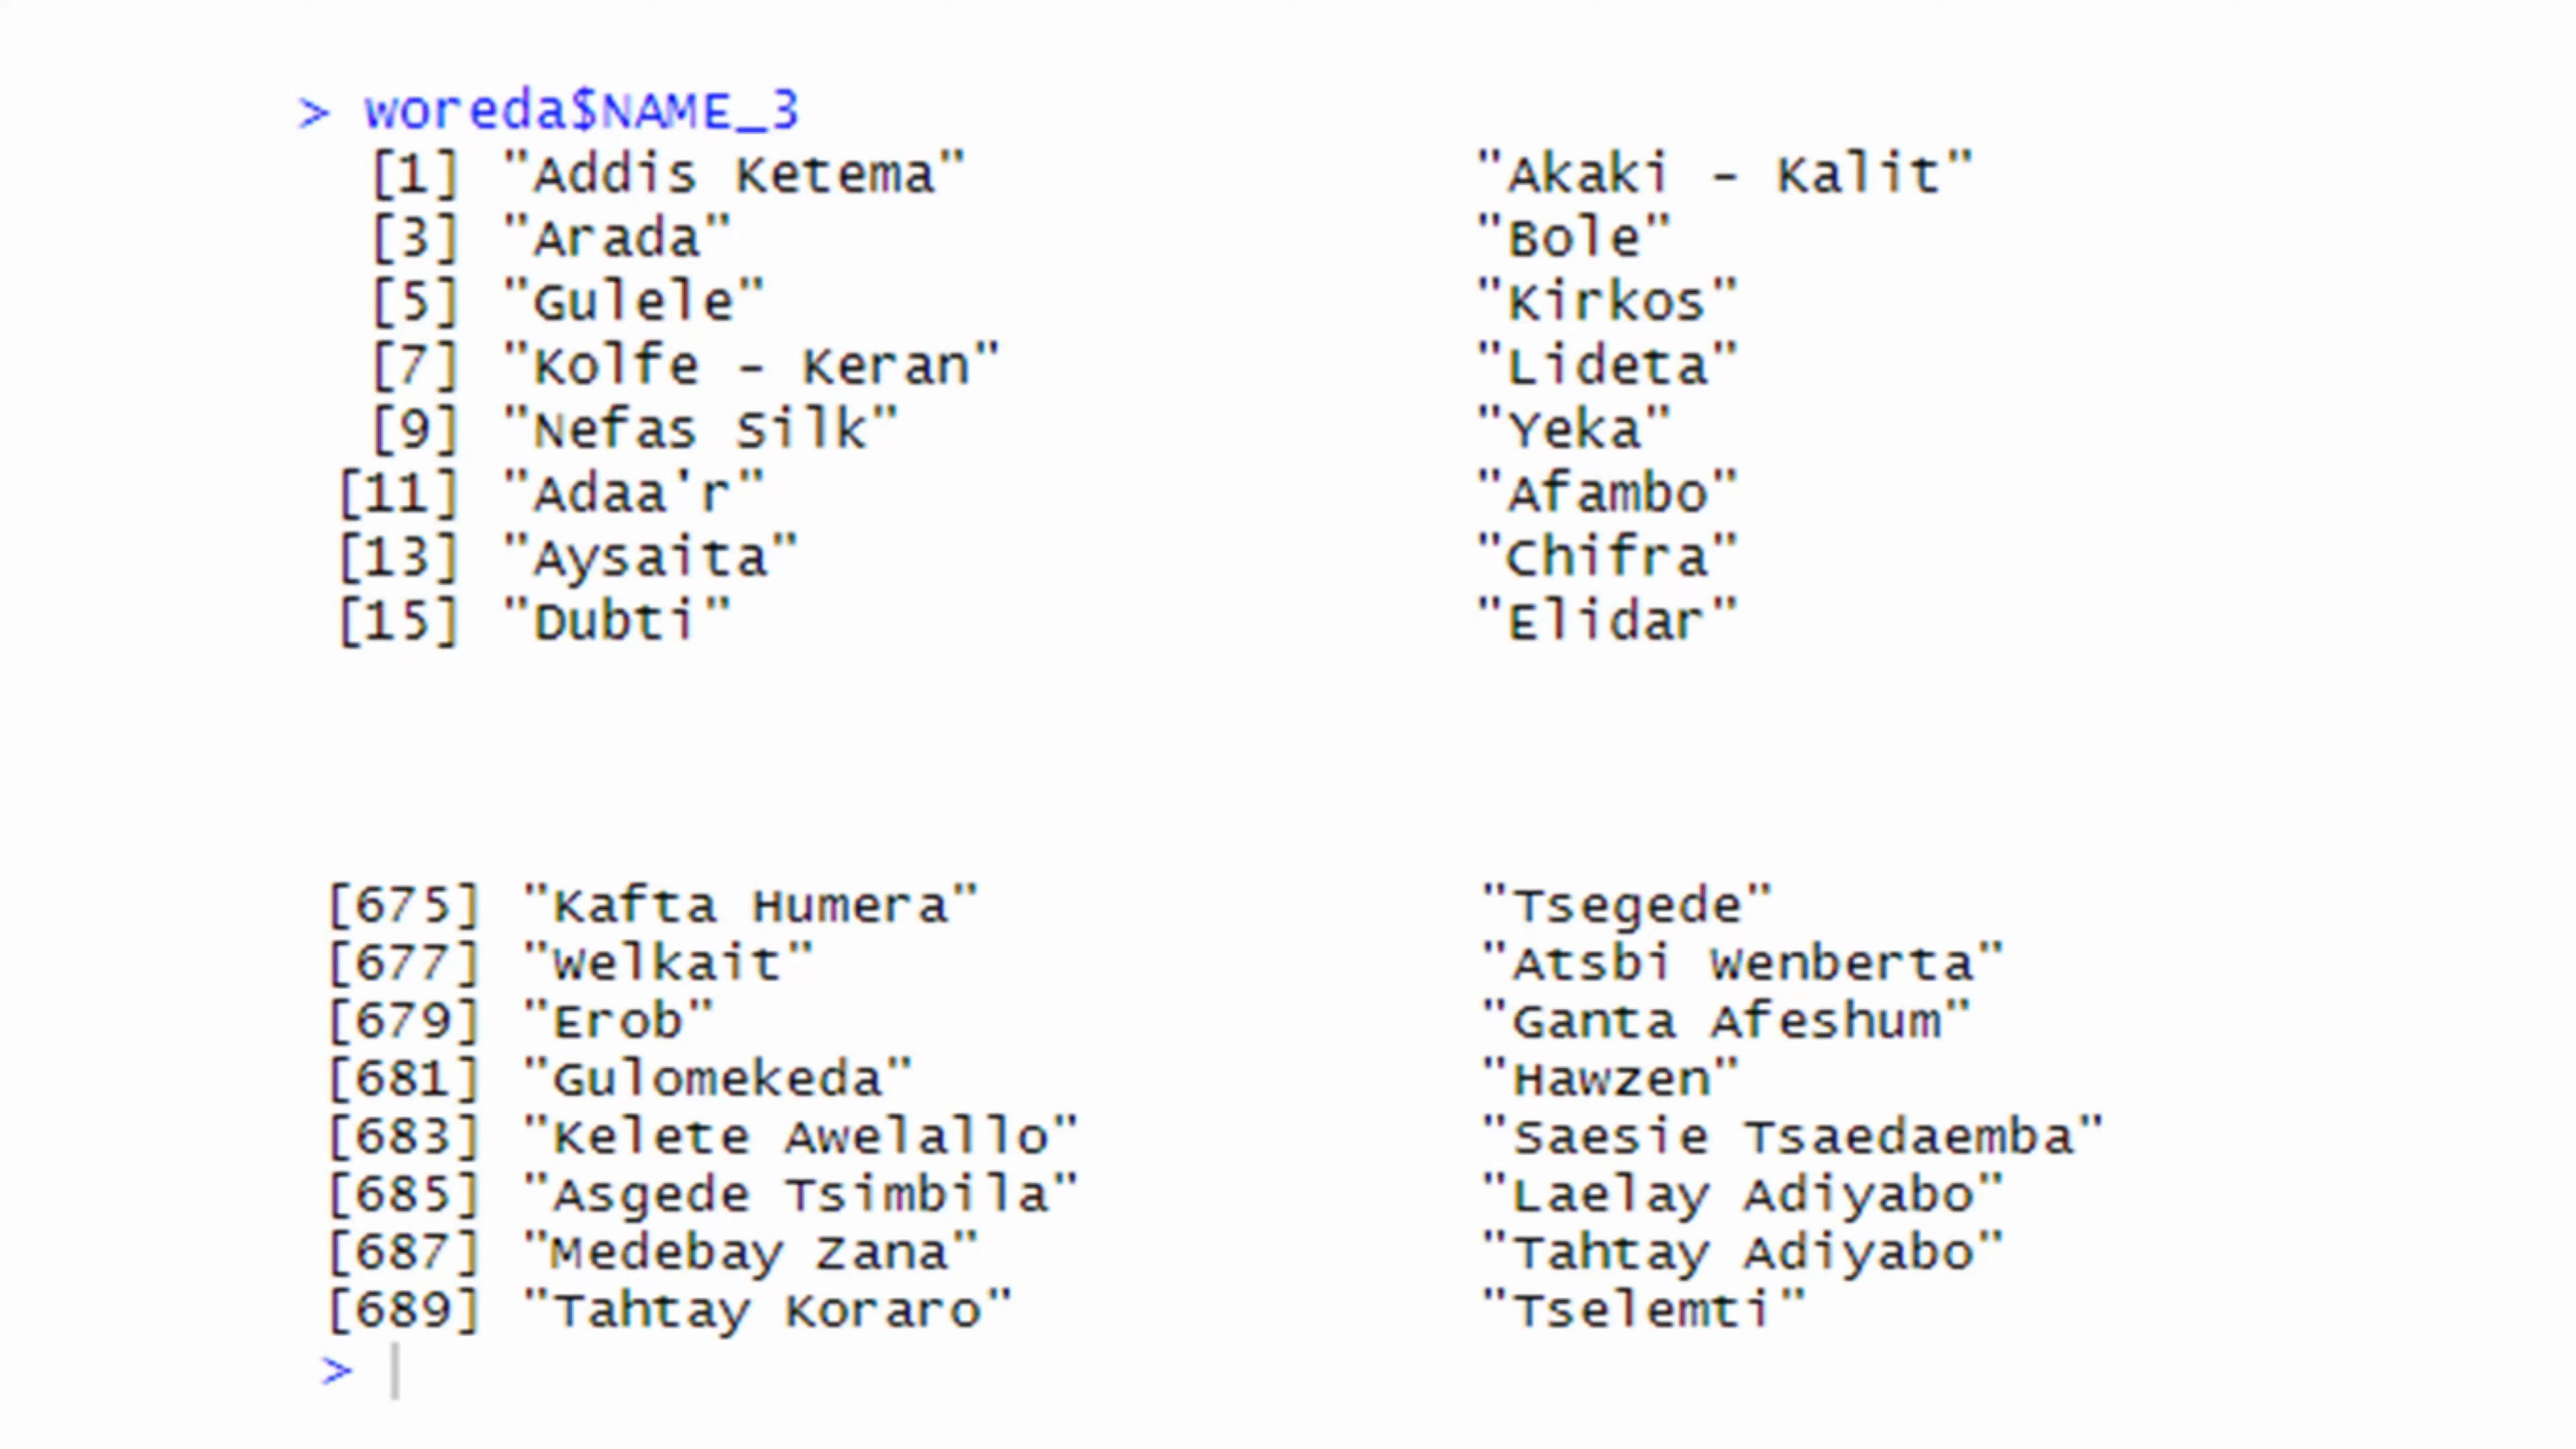 > woreda$NAME_3
[1] "Addis Ketema" "Akaki - Kalit"
[3] "Arada" "Bole"
[5] "Gulele" "Kirkos"
[7] "Kolfe - Keran" "Lideta"
[9] "Nefas Silk" "Yeka"
[11] "Adaa'r" "Afambo"
[13] "Aysaita" "Chifra"
[15] "Dubti" "Elidar"
[675] "Kafta Humera" "Tsegede"
[677] "Welkait" "Atsbi Wenberta"
[679] "Erob" "Ganta Afeshum"
[681] "Gulomekeda" "Hawzen"
[683] "Kelete Awelallo" "Saesie Tsaedaemba"
[685] "Asgede Tsimbila" "Laelay Adiyabo"
[687] "Medebay Zana" "Tahtay Adiyabo"
[689] "Tahtay Koraro" "Tselemti"
>